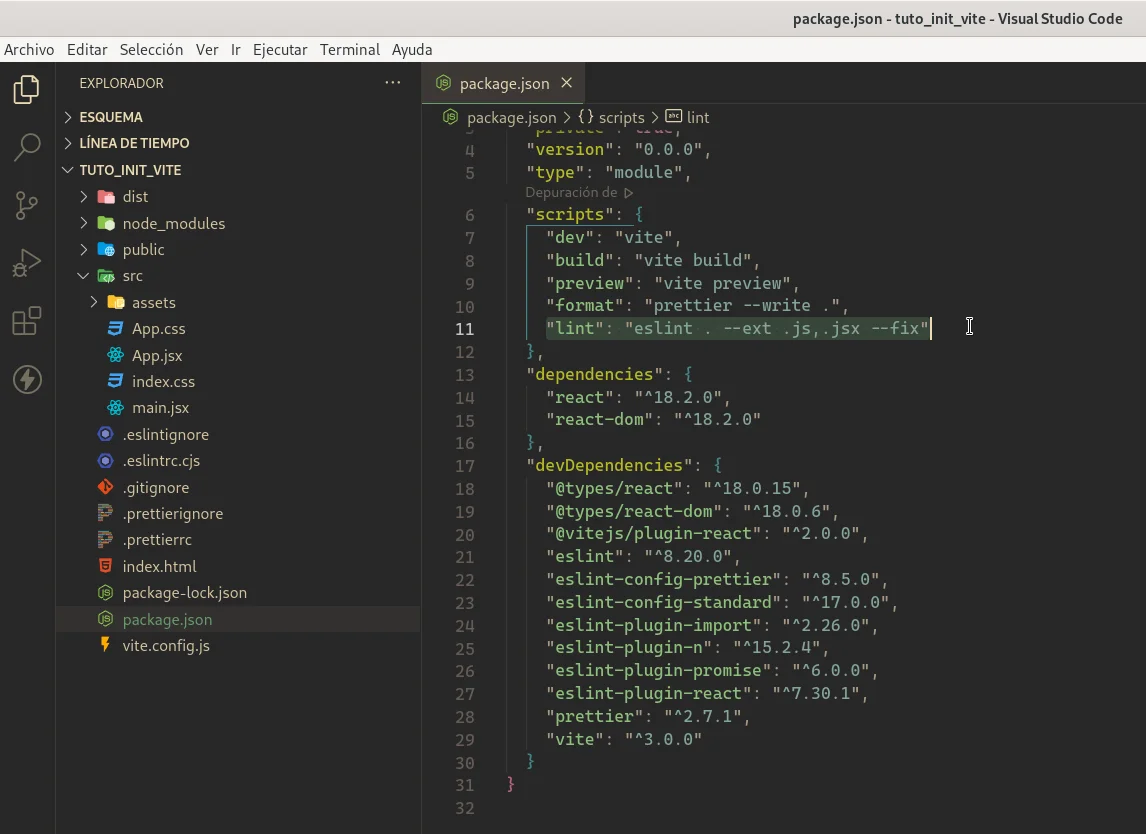 package.json - tuto_init_vite - Visual Studio Code
Archivo Editar Selección Ver Ir Ejecutar Terminal Ayuda
EXPLORADOR ···
ESQUEMA
LÍNEA DE TIEMPO
TUTO_INIT_VITE
dist
node_modules
public
src
assets
App.css
App.jsx
index.css
main.jsx
.eslintignore
.eslintrc.cjs
.gitignore
.prettierignore
.prettierrc
index.html
package-lock.json
package.json
vite.config.js
package.json ×
package.json > {} scripts > abc lint
3 "private": true,
4 "version": "0.0.0",
5 "type": "module",
Depuración de
6 "scripts": {
7 "dev": "vite",
8 "build": "vite build",
9 "preview": "vite preview",
10 "format": "prettier --write .",
11 "lint": "eslint . --ext .js,.jsx --fix"
12 },
13 "dependencies": {
14 "react": "^18.2.0",
15 "react-dom": "^18.2.0"
16 },
17 "devDependencies": {
18 "@types/react": "^18.0.15",
19 "@types/react-dom": "^18.0.6",
20 "@vitejs/plugin-react": "^2.0.0",
21 "eslint": "^8.20.0",
22 "eslint-config-prettier": "^8.5.0",
23 "eslint-config-standard": "^17.0.0",
24 "eslint-plugin-import": "^2.26.0",
25 "eslint-plugin-n": "^15.2.4",
26 "eslint-plugin-promise": "^6.0.0",
27 "eslint-plugin-react": "^7.30.1",
28 "prettier": "^2.7.1",
29 "vite": "^3.0.0"
30 }
31 }
32